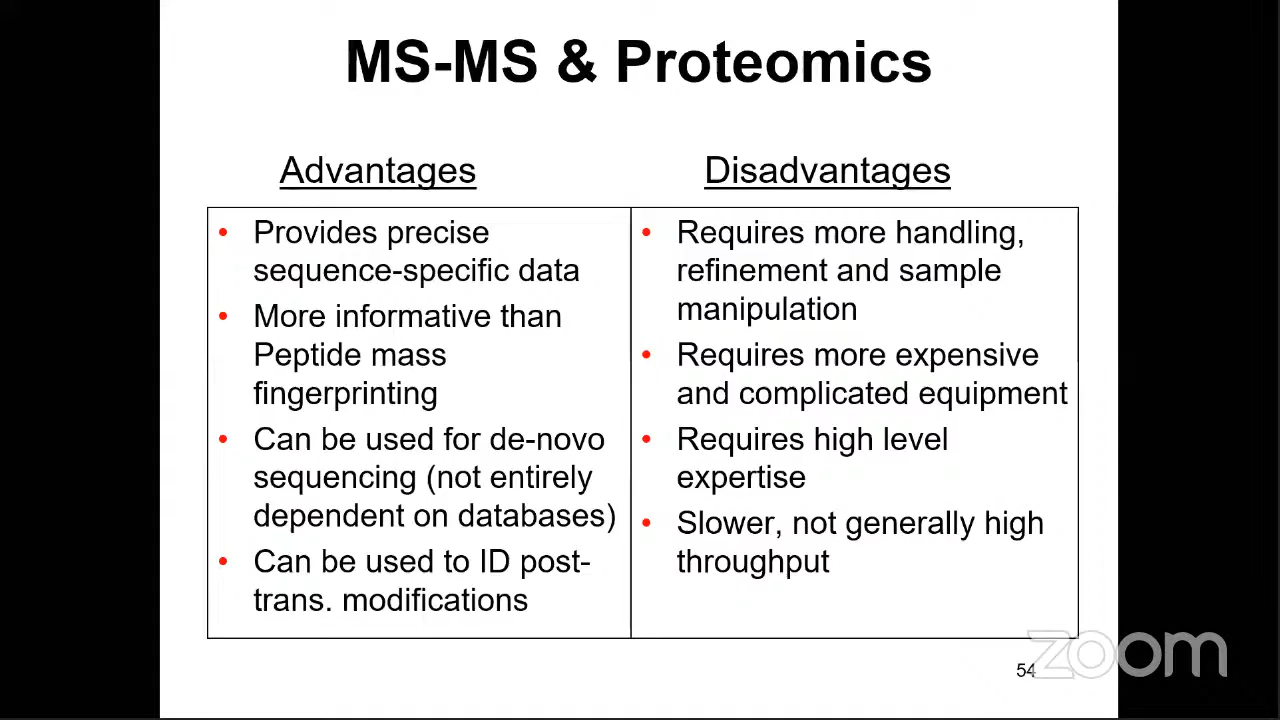 MS-MS & Proteomics
Advantages
Provides precise
sequence-specific data
More informative than
Peptide mass
fingerprinting
Can be used for de-novo
sequencing (not entirely
dependent on databases)
Can be used to ID post-
trans. modifications
Disadvantages
Requires more handling,
refinement and sample
manipulation
Requires more expensive
and complicated equipment
Requires high level
expertise
Slower, not generally high
throughput
54
zoom